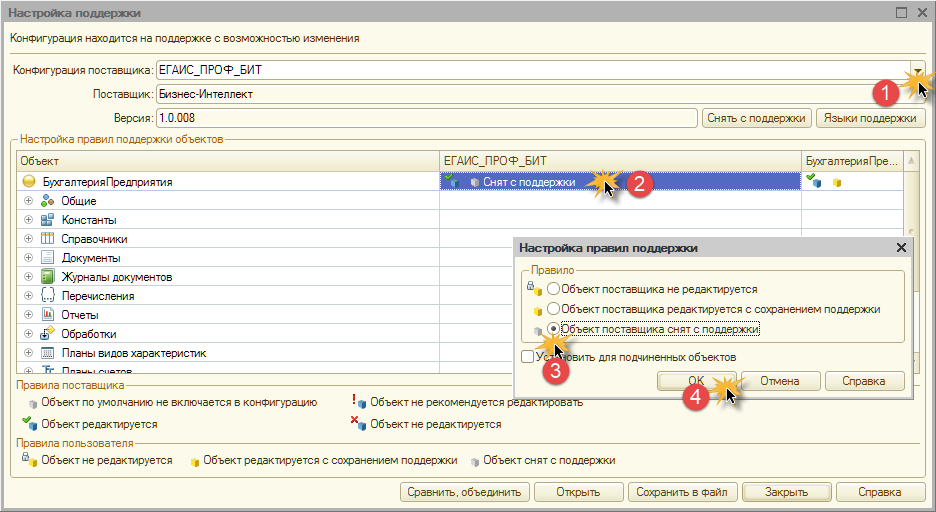 Настройка поддержки
Конфигурация находится на поддержке с возможностью изменения
Конфигурация поставщика: ЕГАИС_ПРОФ_БИТ
1
Поставщик: Бизнес-Интеллект
Версия: 1.0.008 Снять с поддержки Языки поддержки
Настройка правил поддержки объектов
Объект ЕГАИС_ПРОФ_БИТ БухгалтерияПре...
БухгалтерияПредприятия Снят с поддержки 2
Общие
Константы
Справочники
Документы
Журналы документов
Перечисления
Отчеты
Обработки
Планы видов характеристик
Планы счетов
Настройка правил поддержки
Правило
Объект поставщика не редактируется
Объект поставщика редактируется с сохранением поддержки
Объект поставщика снят с поддержки
3
Установить для подчиненных объектов
4
OK Отмена Справка
Правила поставщика
Объект по умолчанию не включается в конфигурацию Объект не рекомендуется редактировать
Объект редактируется Объект не редактируется
Правила пользователя
Объект не редактируется Объект редактируется с сохранением поддержки Объект снят с поддержки
Сравнить, объединить Открыть Сохранить в файл Закрыть Справка